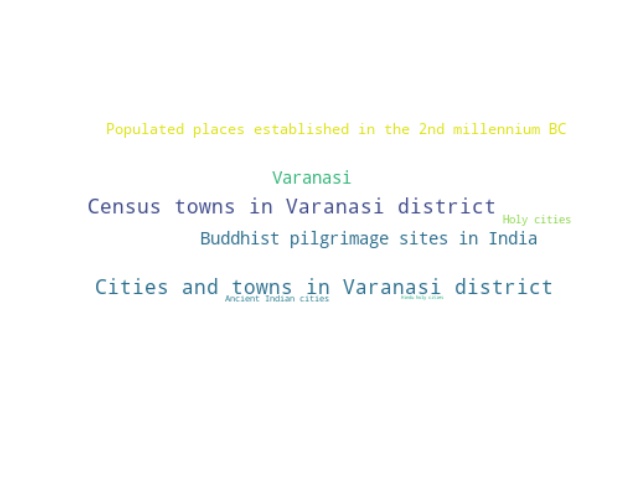 Populated places established in the 2nd millennium BC
Varanasi
Census towns in Varanasi district
Holy cities
Buddhist pilgrimage sites in India
Cities and towns in Varanasi district
Ancient Indian cities
Hindu holy cities